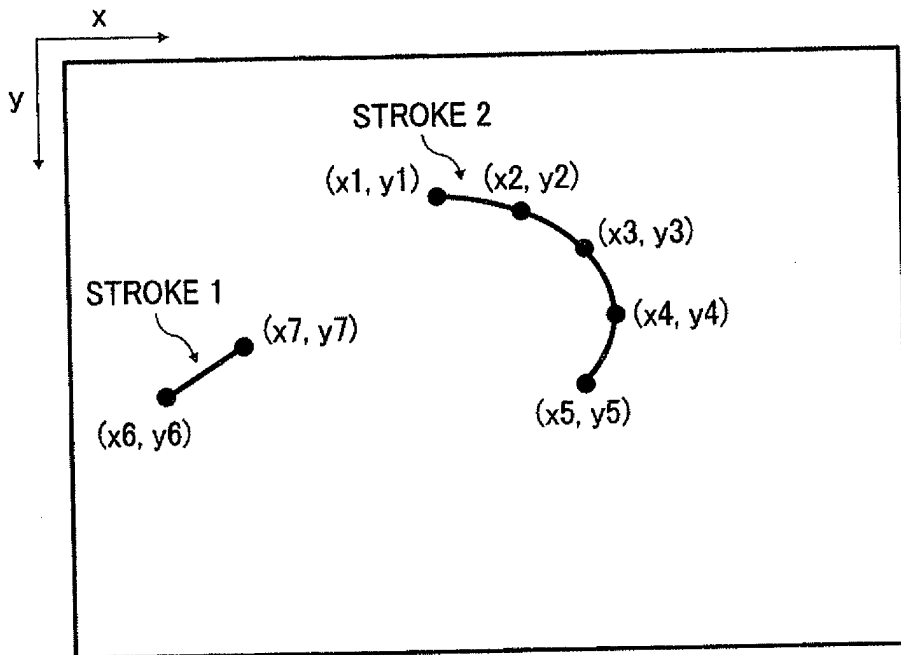 x
y
STROKE 2
(x1, y1)
(x2, y2)
(x3, y3)
STROKE 1
(x4, y4)
(x7, y7)
(x5, y5)
(x6, y6)